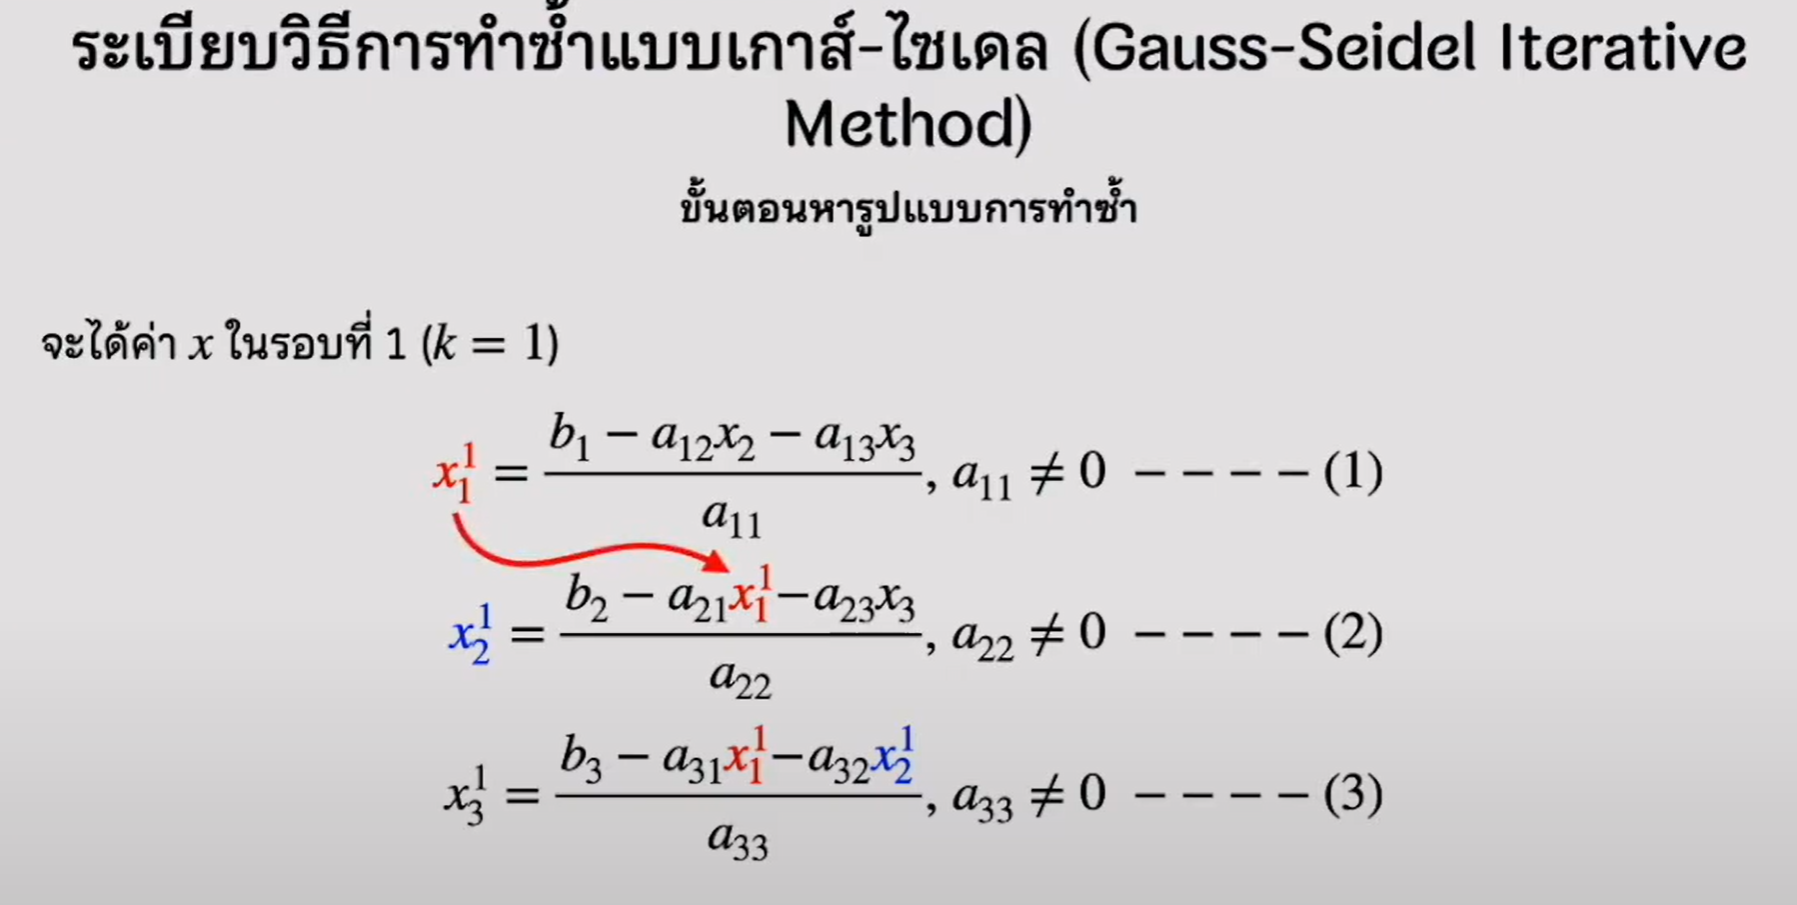 ระเบียบวิธีการทำซ้ำแบบเกาส์-ไซเดล (Gauss-Seidel Iterative
Method)
ขั้นตอนหารูปแบบการทำซ้ำ
จะได้ค่า x ในรอบที่ 1 (k = 1)
x₁¹ = (b₁ − a₁₂x₂ − a₁₃x₃) / a₁₁ , a₁₁ ≠ 0 − − − − (1)
x₂¹ = (b₂ − a₂₁x₁¹ − a₂₃x₃) / a₂₂ , a₂₂ ≠ 0 − − − − (2)
x₃¹ = (b₃ − a₃₁x₁¹ − a₃₂x₂¹) / a₃₃ , a₃₃ ≠ 0 − − − − (3)